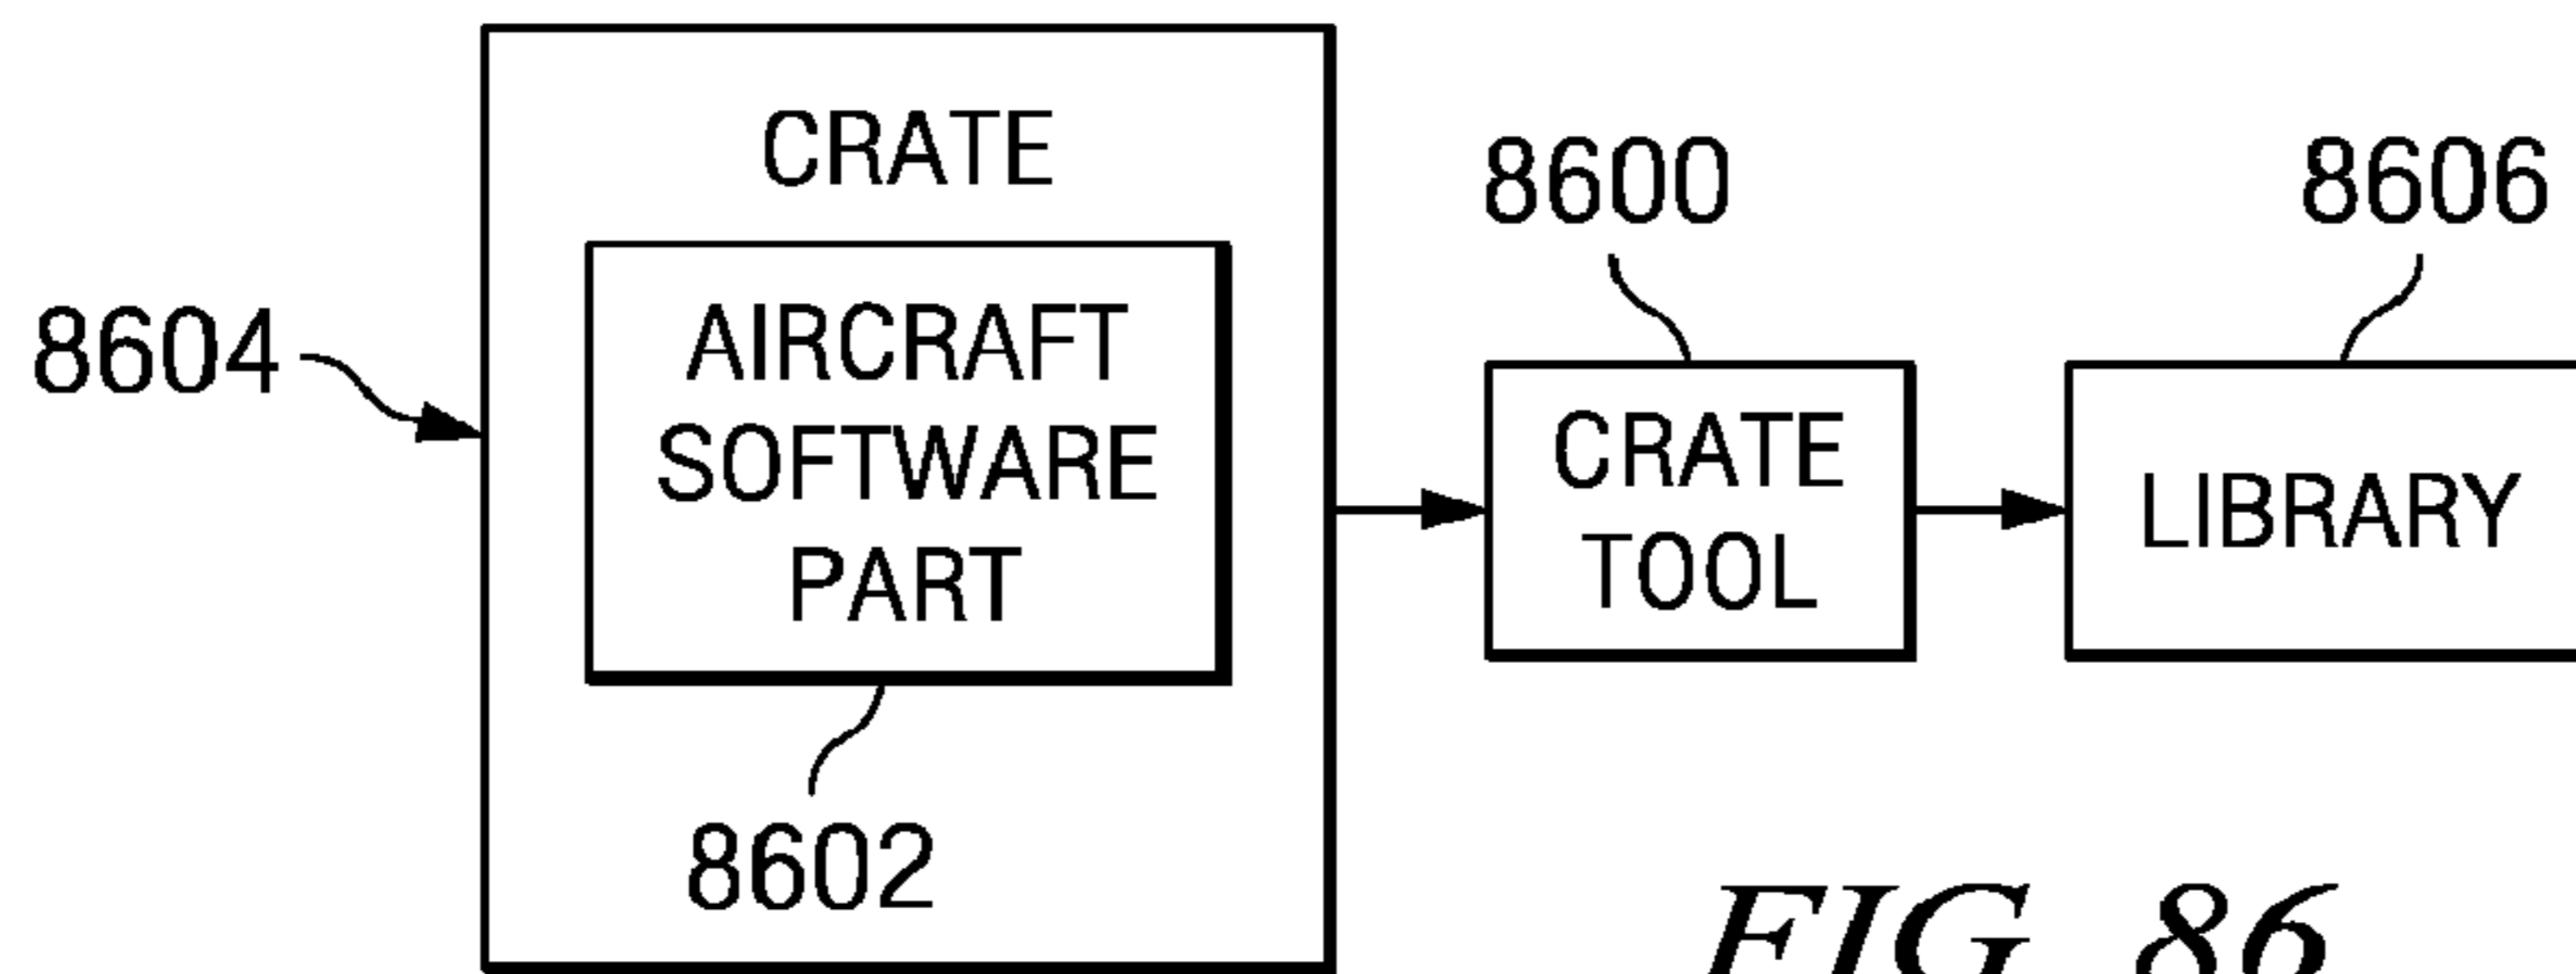 CRATE
8604
AIRCRAFT
SOFTWARE
PART
8602
8600
CRATE
TOOL
8606
LIBRARY
FIG. 86